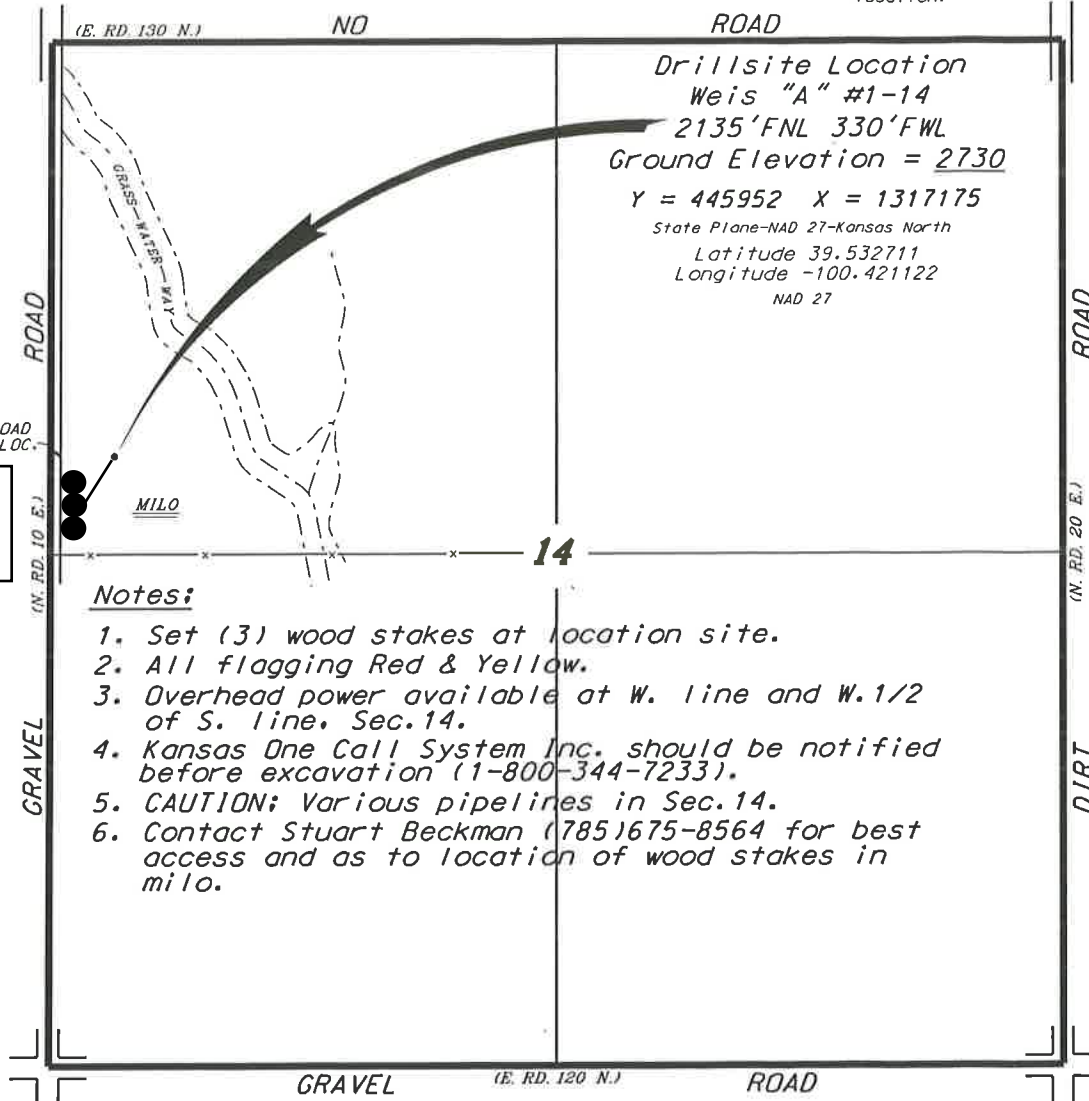 (E. RD. 130 N.)
NO
ROAD
Drillsite Location
Weis "A" #1-14
2135'FNL 330'FWL
Ground Elevation = 2730
Y = 445952 X = 1317175
State Plane-NAD 27-Kansas North
Latitude 39.532711
Longitude -100.421122
NAD 27
GRASS-WATER-WAY
ROAD
ROAD
OAD
LOC.
MILO
(N. RD. 10 E.)
(N. RD. 20 E.)
14
Notes:
1. Set (3) wood stakes at location site.
2. All flagging Red & Yellow.
3. Overhead power available at W. line and W.1/2
of S. line. Sec.14.
4. Kansas One Call System Inc. should be notified
before excavation (1-800-344-7233).
5. CAUTION: Various pipelines in Sec.14.
6. Contact Stuart Beckman (785)675-8564 for best
access and as to location of wood stakes in
milo.
GRAVEL
DIRT
GRAVEL
(E. RD. 120 N.)
ROAD